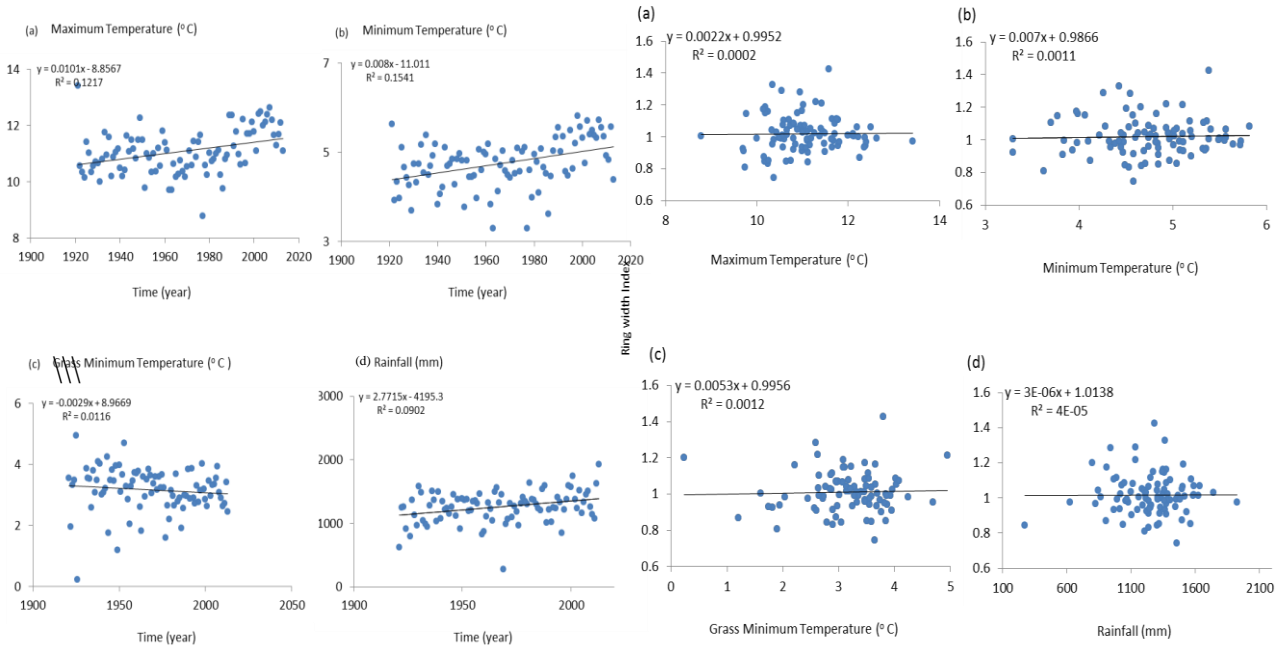 (a) Maximum Temperature (° C)
y = 0.0101x - 8.8567
R² = 0.1217
14
12
10
8
1900 1920 1940 1960 1980 2000 2020
Time (year)
(b) Minimum Temperature (° C)
y = 0.008x - 11.011
R² = 0.1541
7
5
3
1900 1920 1940 1960 1980 2000 2020
Time (year)
(a)
y = 0.0022x + 0.9952
R² = 0.0002
1.6
1.4
1.2
1
0.8
0.6
8 10 12 14
Maximum Temperature (° C)
(b)
y = 0.007x + 0.9866
R² = 0.0011
1.6
1.4
1.2
1
0.8
0.6
3 4 5 6
Minimum Temperature (° C)
Ring width Index
(c) Grass Minimum Temperature (° C )
y = -0.0029x + 8.9669
R² = 0.0116
6
4
2
0
1900 1950 2000 2050
Time (year)
(d) Rainfall (mm)
y = 2.7715x - 4195.3
R² = 0.0902
3000
2000
1000
0
1900 1950 2000
Time (year)
(c)
y = 0.0053x + 0.9956
R² = 0.0012
1.6
1.4
1.2
1
0.8
0.6
0 1 2 3 4 5
Grass Minimum Temperature (° C)
(d)
y = 3E-06x + 1.0138
R² = 4E-05
1.6
1.4
1.2
1
0.8
0.6
100 600 1100 1600 2100
Rainfall (mm)